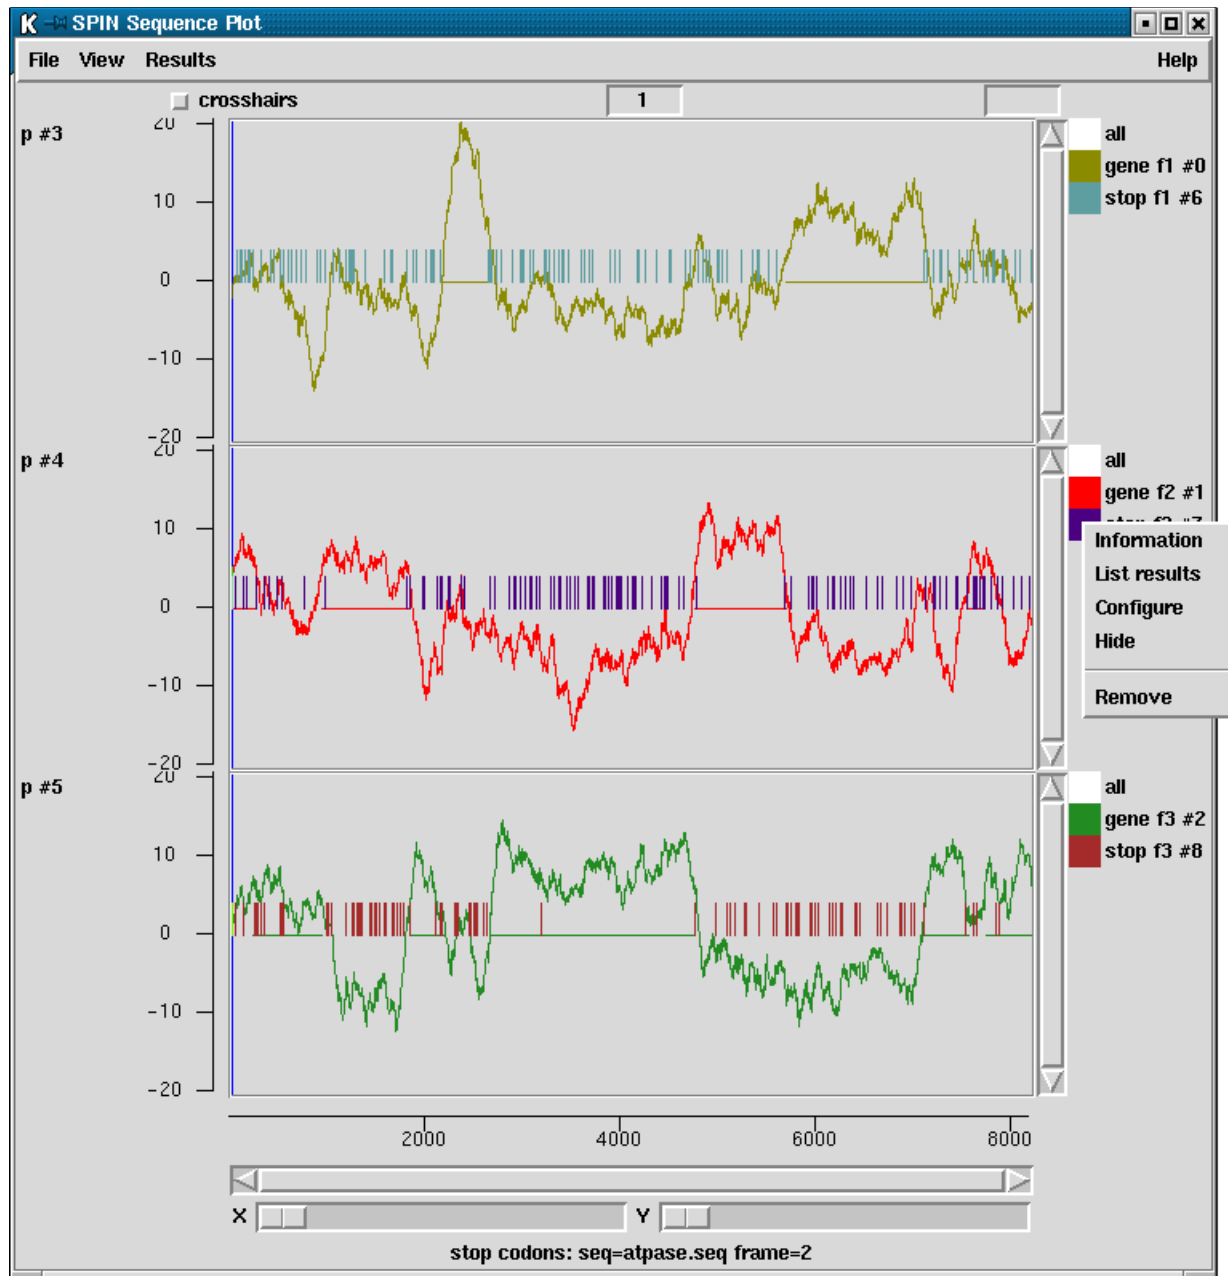 SPIN Sequence Plot
File View Results Help
crosshairs 1
p #3
20
10
0
-10
-20
all
gene f1 #0
stop f1 #6
p #4
20
10
0
-10
-20
all
gene f2 #1
stop f2 #7
Information
List results
Configure
Hide
Remove
p #5
20
10
0
-10
-20
all
gene f3 #2
stop f3 #8
2000 4000 6000 8000
X Y
stop codons: seq=atpase.seq frame=2